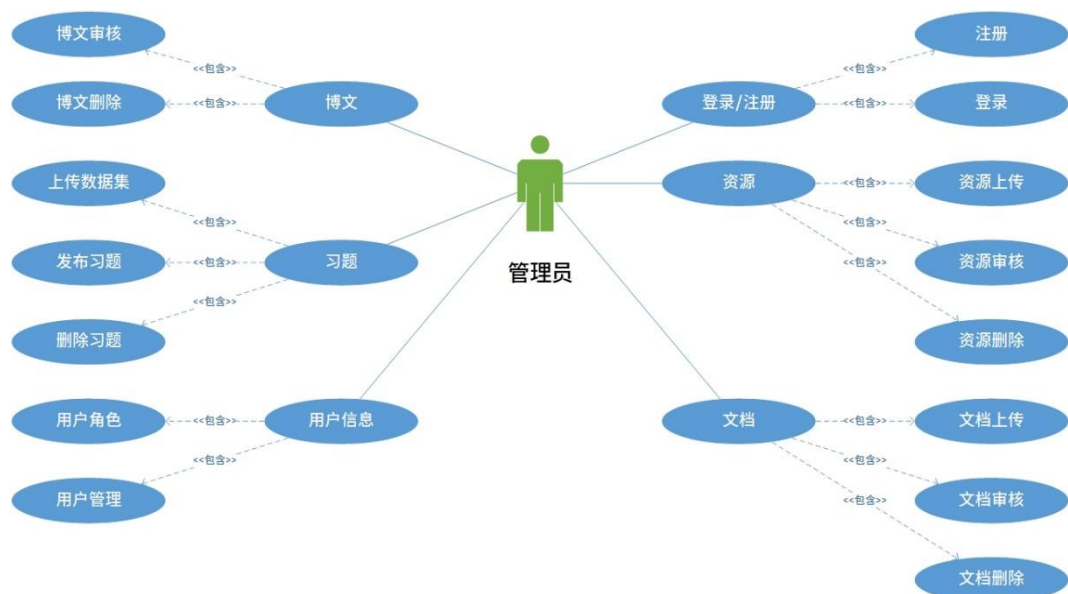 博文审核
注册
<<包含>>
<<包含>>
博文删除
<<包含>>
博文
登录/注册
<<包含>>
登录
上传数据集
资源
<<包含>>
资源上传
<<包含>>
<<包含>>
发布习题
<<包含>>
习题
管理员
<<包含>>
资源审核
<<包含>>
删除习题
资源删除
用户角色
<<包含>>
用户信息
文档
<<包含>>
文档上传
<<包含>>
<<包含>>
用户管理
<<包含>>
文档审核
文档删除